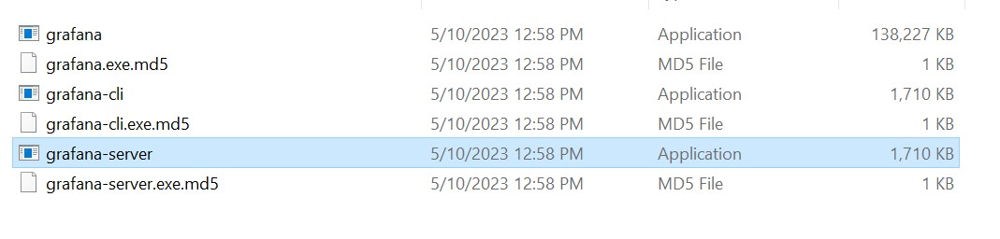 grafana 5/10/2023 12:58 PM Application 138,227 KB
grafana.exe.md5 5/10/2023 12:58 PM MD5 File 1 KB
grafana-cli 5/10/2023 12:58 PM Application 1,710 KB
grafana-cli.exe.md5 5/10/2023 12:58 PM MD5 File 1 KB
grafana-server 5/10/2023 12:58 PM Application 1,710 KB
grafana-server.exe.md5 5/10/2023 12:58 PM MD5 File 1 KB